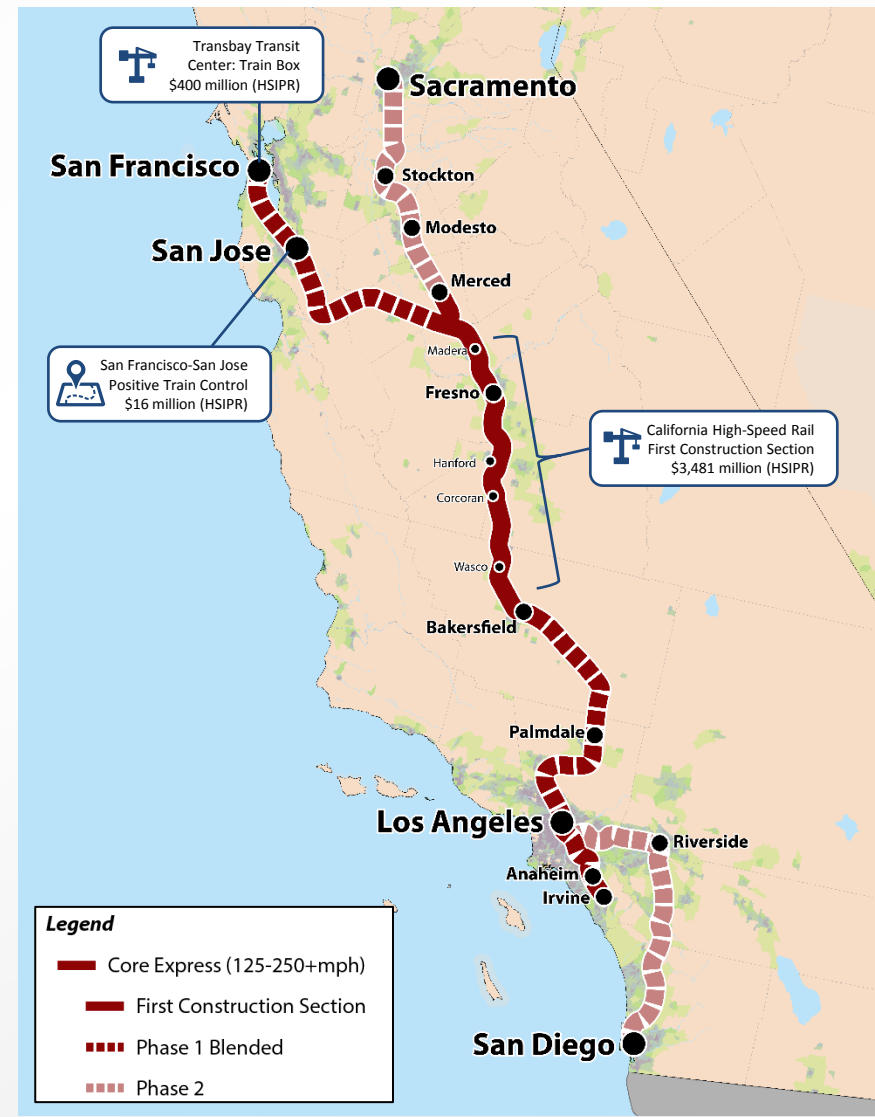 Transbay Transit
Center: Train Box
$400 million (HSIPR)
Sacramento
San Francisco
Stockton
Modesto
San Jose
Merced
Madera
San Francisco-San Jose
Positive Train Control
$16 million (HSIPR)
Fresno
California High-Speed Rail
First Construction Section
$3,481 million (HSIPR)
Hanford
Corcoran
Wasco
Bakersfield
Palmdale
Los Angeles
Riverside
Anaheim
Irvine
San Diego
Legend
Core Express (125-250+mph)
First Construction Section
Phase 1 Blended
Phase 2